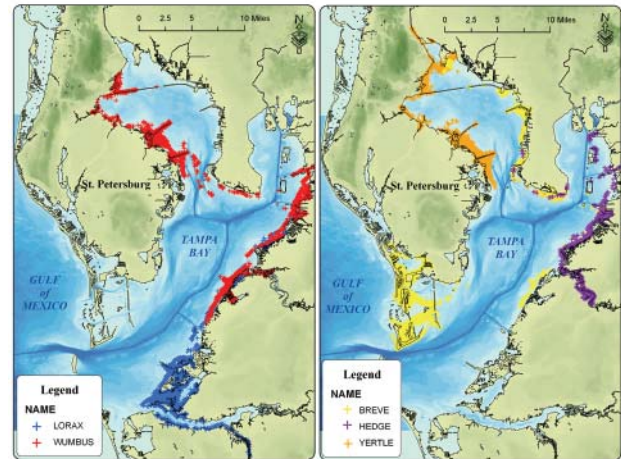 0 2.5 5 10 Miles
N
St. Petersburg
TAMPA
BAY
GULF
of
MEXICO
Legend
NAME
LORAX
WUMBUS
0 2.5 5 10 Miles
N
St. Petersburg
TAMPA
BAY
GULF
of
MEXICO
Legend
NAME
BREVE
HEDGE
YERTLE